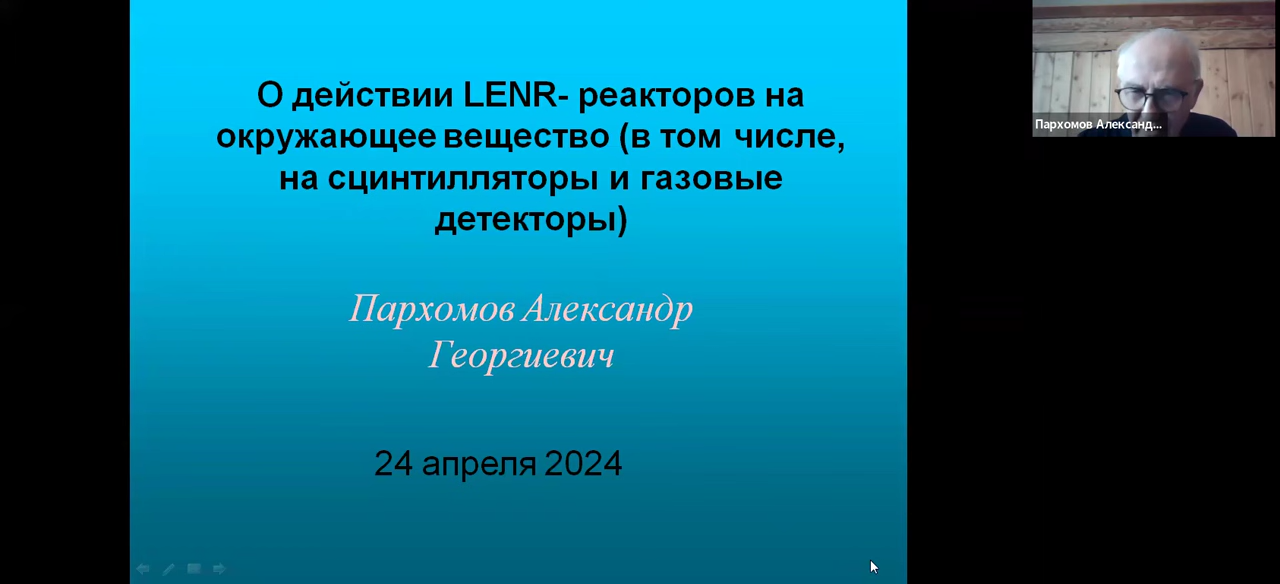 О действии LENR- реакторов на
окружающее вещество (в том числе,
на сцинтилляторы и газовые
детекторы)
Пархомов Александр
Георгиевич
24 апреля 2024
Пархомов Александ...